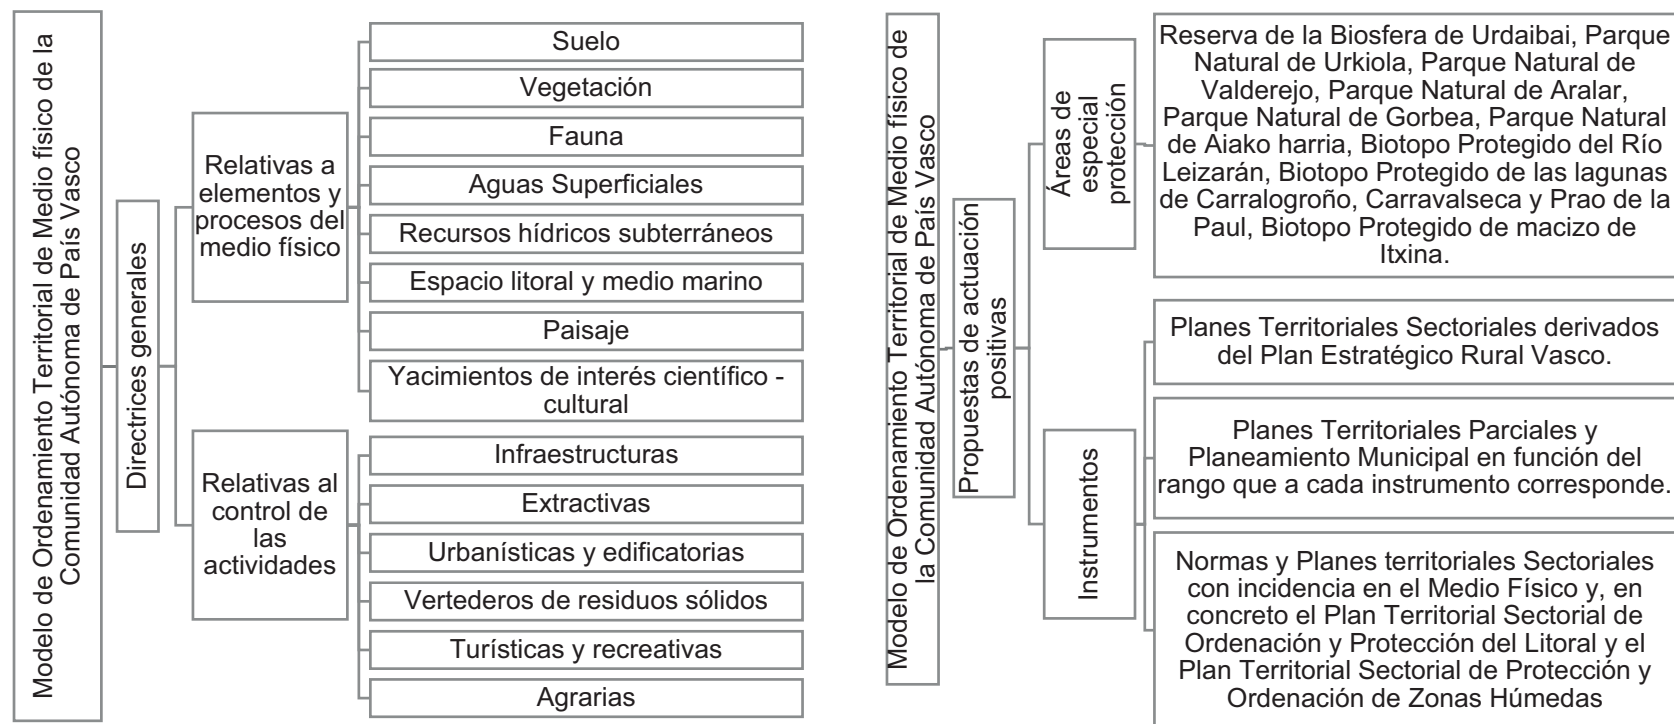 Modelo de Ordenamiento Territorial de Medio físico de la
Comunidad Autónoma de País Vasco
Directrices generales
Relativas a
elementos y
procesos del
medio físico
Suelo
Vegetación
Fauna
Aguas Superficiales
Recursos hídricos subterráneos
Espacio litoral y medio marino
Paisaje
Yacimientos de interés científico -
cultural
Relativas al
control de
las
actividades
Infraestructuras
Extractivas
Urbanísticas y edificatorias
Vertederos de residuos sólidos
Turísticas y recreativas
Agrarias
Modelo de Ordenamiento Territorial de Medio físico de
la Comunidad Autónoma de País Vasco
Propuestas de actuación
positivas
Áreas de
especial
protección
Reserva de la Biosfera de Urdaibai, Parque
Natural de Urkiola, Parque Natural de
Valderejo, Parque Natural de Aralar,
Parque Natural de Gorbea, Parque Natural
de Aiako harria, Biotopo Protegido del Río
Leizarán, Biotopo Protegido de las lagunas
de Carralogroño, Carravalseca y Prao de la
Paul, Biotopo Protegido de macizo de
Itxina.
Instrumentos
Planes Territoriales Sectoriales derivados
del Plan Estratégico Rural Vasco.
Planes Territoriales Parciales y
Planeamiento Municipal en función del
rango que a cada instrumento corresponde.
Normas y Planes territoriales Sectoriales
con incidencia en el Medio Físico y, en
concreto el Plan Territorial Sectorial de
Ordenación y Protección del Litoral y el
Plan Territorial Sectorial de Protección y
Ordenación de Zonas Húmedas